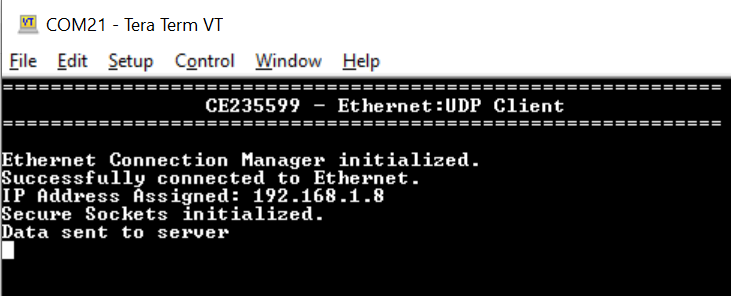 VT
COM21 - Tera Term VT
File Edit Setup Control Window Help
============================================================
CE235599 - Ethernet:UDP Client
============================================================
Ethernet Connection Manager initialized.
Successfully connected to Ethernet.
IP Address Assigned: 192.168.1.8
Secure Sockets initialized.
Data sent to server